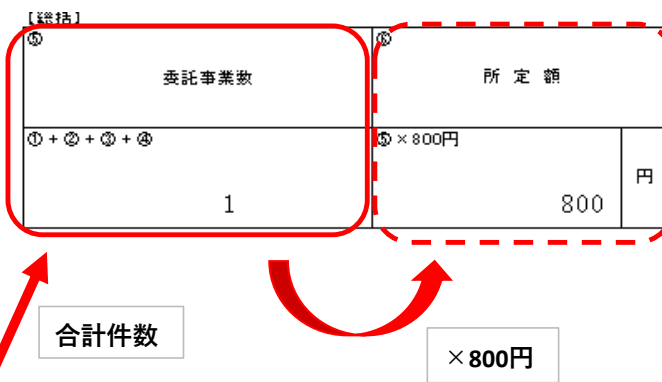 【総括】
⑤
委託事業数
⑥
所定額
①+②+③+④
1
⑤×800円
800
円
合計件数
×800円